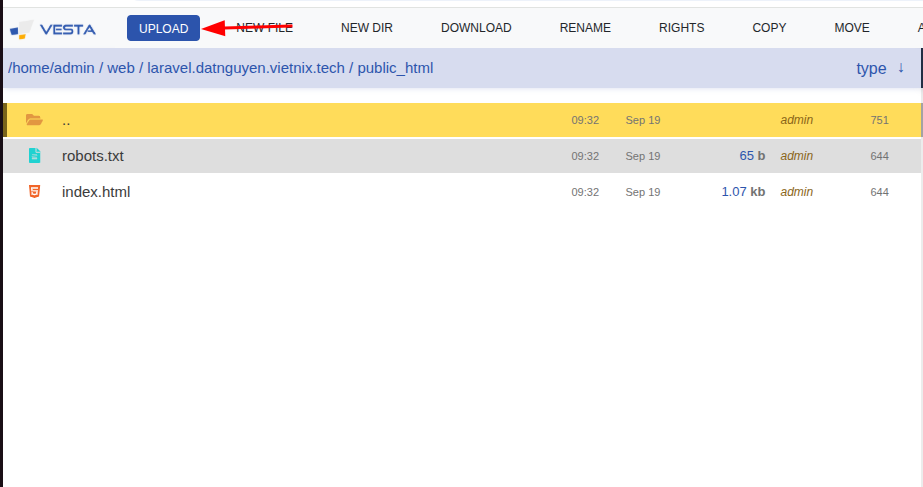 VESTA UPLOAD NEW FILE NEW DIR DOWNLOAD RENAME RIGHTS COPY MOVE A
/home/admin / web / laravel.datnguyen.vietnix.tech / public_html type ↓
.. 09:32 Sep 19 admin 751
robots.txt 09:32 Sep 19 65 b admin 644
index.html 09:32 Sep 19 1.07 kb admin 644